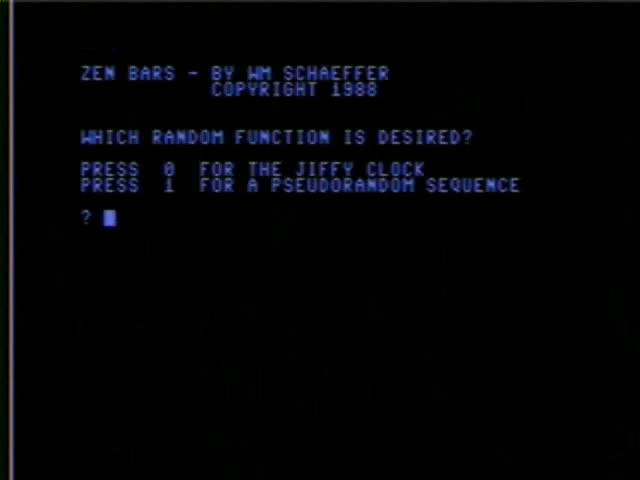 ZEN BARS - BY WM SCHAEFFER
COPYRIGHT 1988
WHICH RANDOM FUNCTION IS DESIRED?
PRESS 0 FOR THE JIFFY CLOCK
PRESS 1 FOR A PSEUDORANDOM SEQUENCE
?